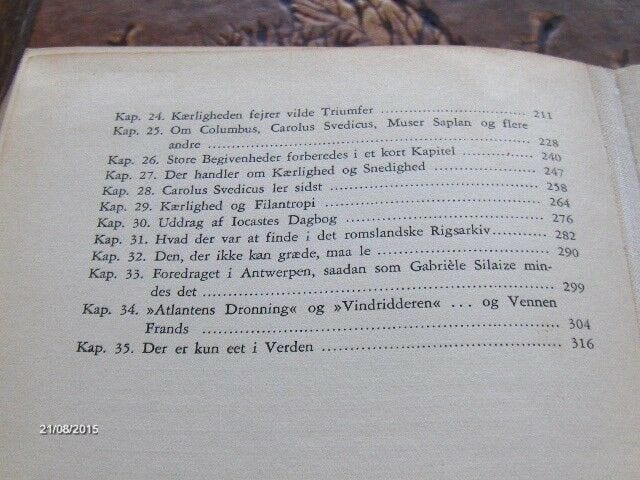 Kap. 24. Kærligheden fejrer vilde Triumfer ............ 211
Kap. 25. Om Columbus, Carolus Svedicus, Muser Saplan og flere
andre ............ 228
Kap. 26. Store Begivenheder forberedes i et kort Kapitel ............ 240
Kap. 27. Der handler om Kærlighed og Snedighed ............ 247
Kap. 28. Carolus Svedicus ler sidst ............ 258
Kap. 29. Kærlighed og Filantropi ............ 264
Kap. 30. Uddrag af Iocastes Dagbog ............ 276
Kap. 31. Hvad der var at finde i det romslandske Rigsarkiv ............ 282
Kap. 32. Den, der ikke kan græde, maa le ............ 290
Kap. 33. Foredraget i Antwerpen, saadan som Gabrièle Silaize min-
des det ............ 299
Kap. 34. »Atlantens Dronning« og »Vindridderen« ... og Vennen
Frands ............ 304
Kap. 35. Der er kun eet i Verden ............ 316
21/08/2015